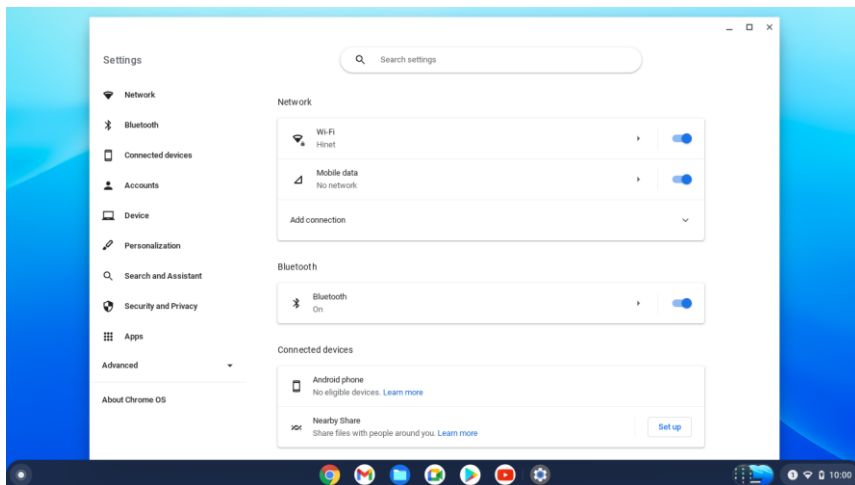 Settings
Search settings
Network
Bluetooth
Connected devices
Accounts
Device
Personalization
Search and Assistant
Security and Privacy
Apps
Advanced
About Chrome OS
Network
Wi-Fi
Hinet
Mobile data
No network
Add connection
Bluetooth
Bluetooth
On
Connected devices
Android phone
No eligible devices. Learn more
Nearby Share
Share files with people around you. Learn more
Set up
1
10:00